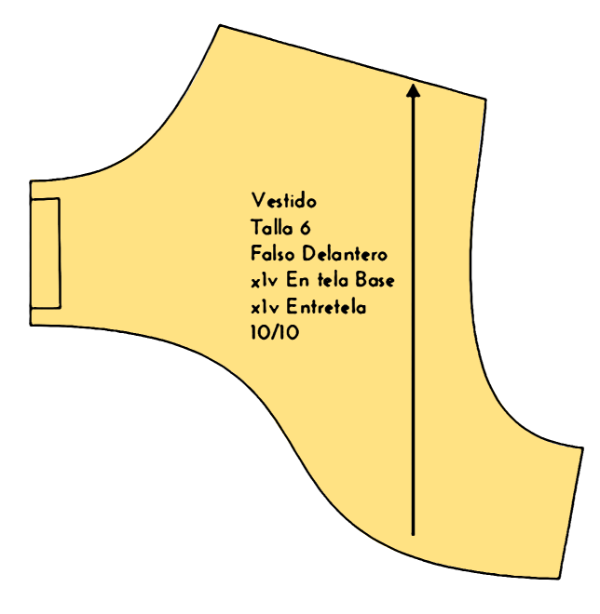 Vestido
Talla 6
Falso Delantero
x1v En tela Base
x1v Entretela
10/10